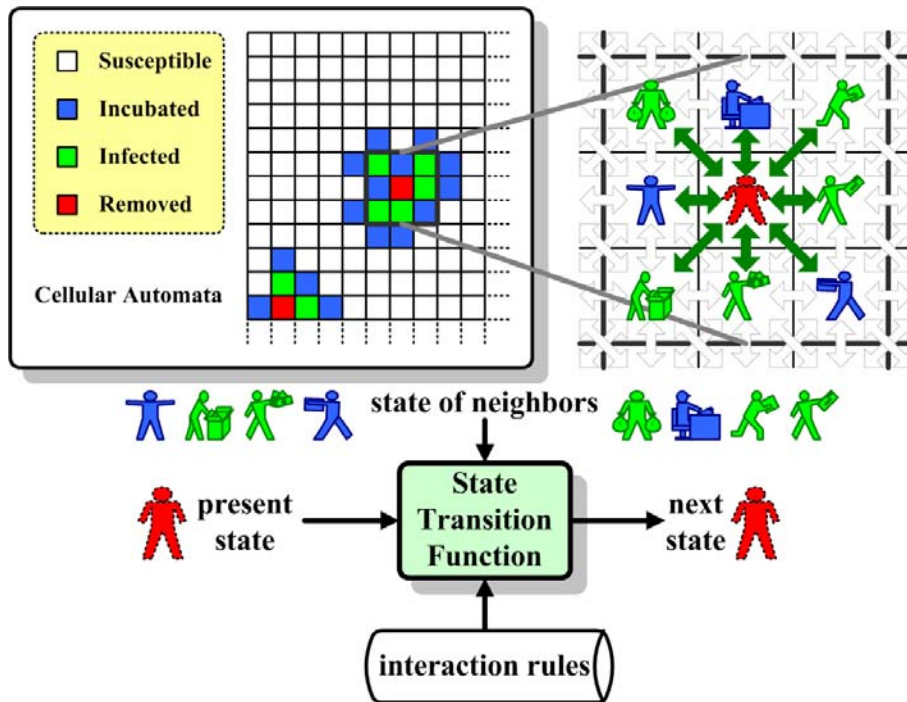 Susceptible
Incubated
Infected
Removed
Cellular Automata
state of neighbors
present
state
State
Transition
Function
next
state
interaction rules